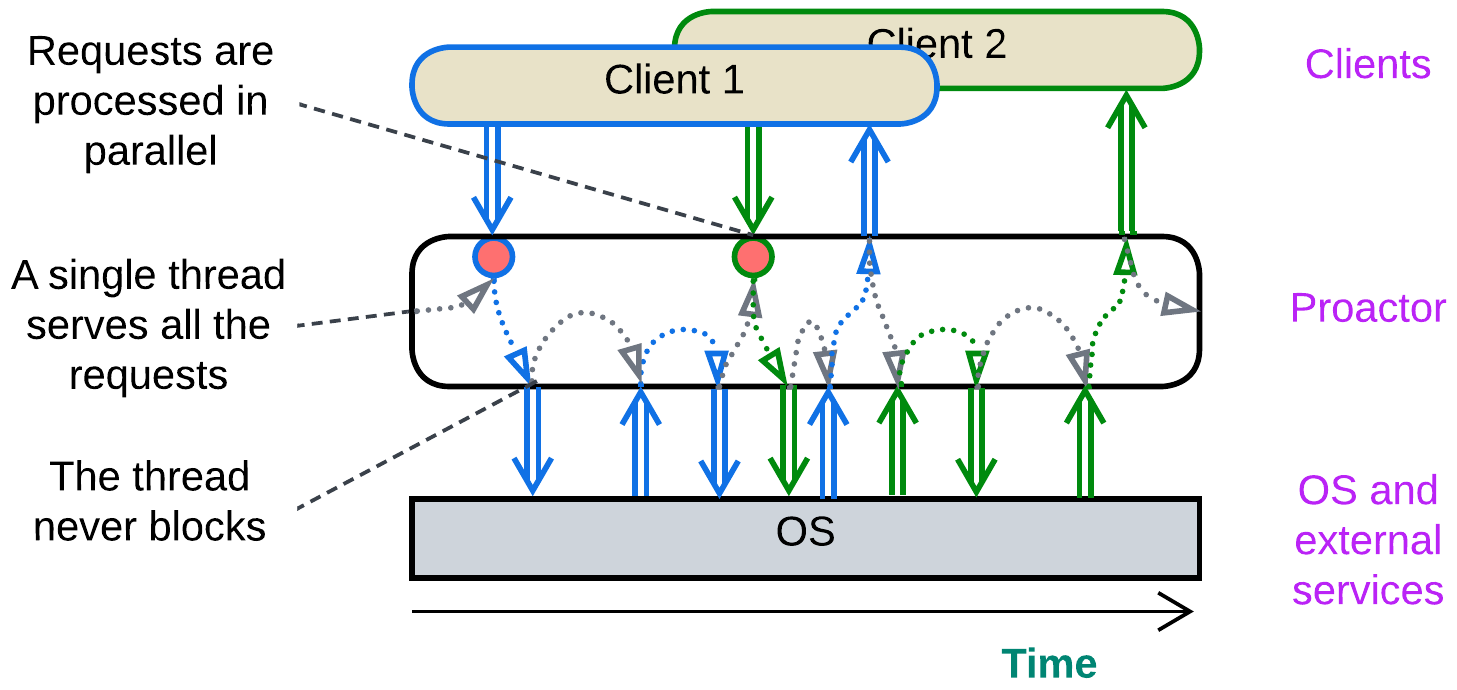 Requests are
processed in
parallel
Client 2
Client 1
Clients
A single thread
serves all the
requests
Proactor
The thread
never blocks
OS
OS and
external
services
Time